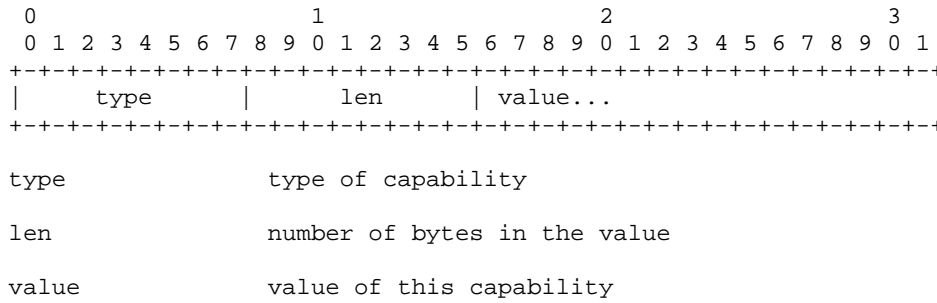 0                   1                   2                   3
 0 1 2 3 4 5 6 7 8 9 0 1 2 3 4 5 6 7 8 9 0 1 2 3 4 5 6 7 8 9 0 1
+-+-+-+-+-+-+-+-+-+-+-+-+-+-+-+-+-+-+-+-+-+-+-+-+-+-+-+-+-+-+-+-+
|     type      |      len      | value...
+-+-+-+-+-+-+-+-+-+-+-+-+-+-+-+-+-+-+-+-+-+-+-+-+-+-+-+-+-+-+-+-+
type              type of capability
len               number of bytes in the value
value             value of this capability